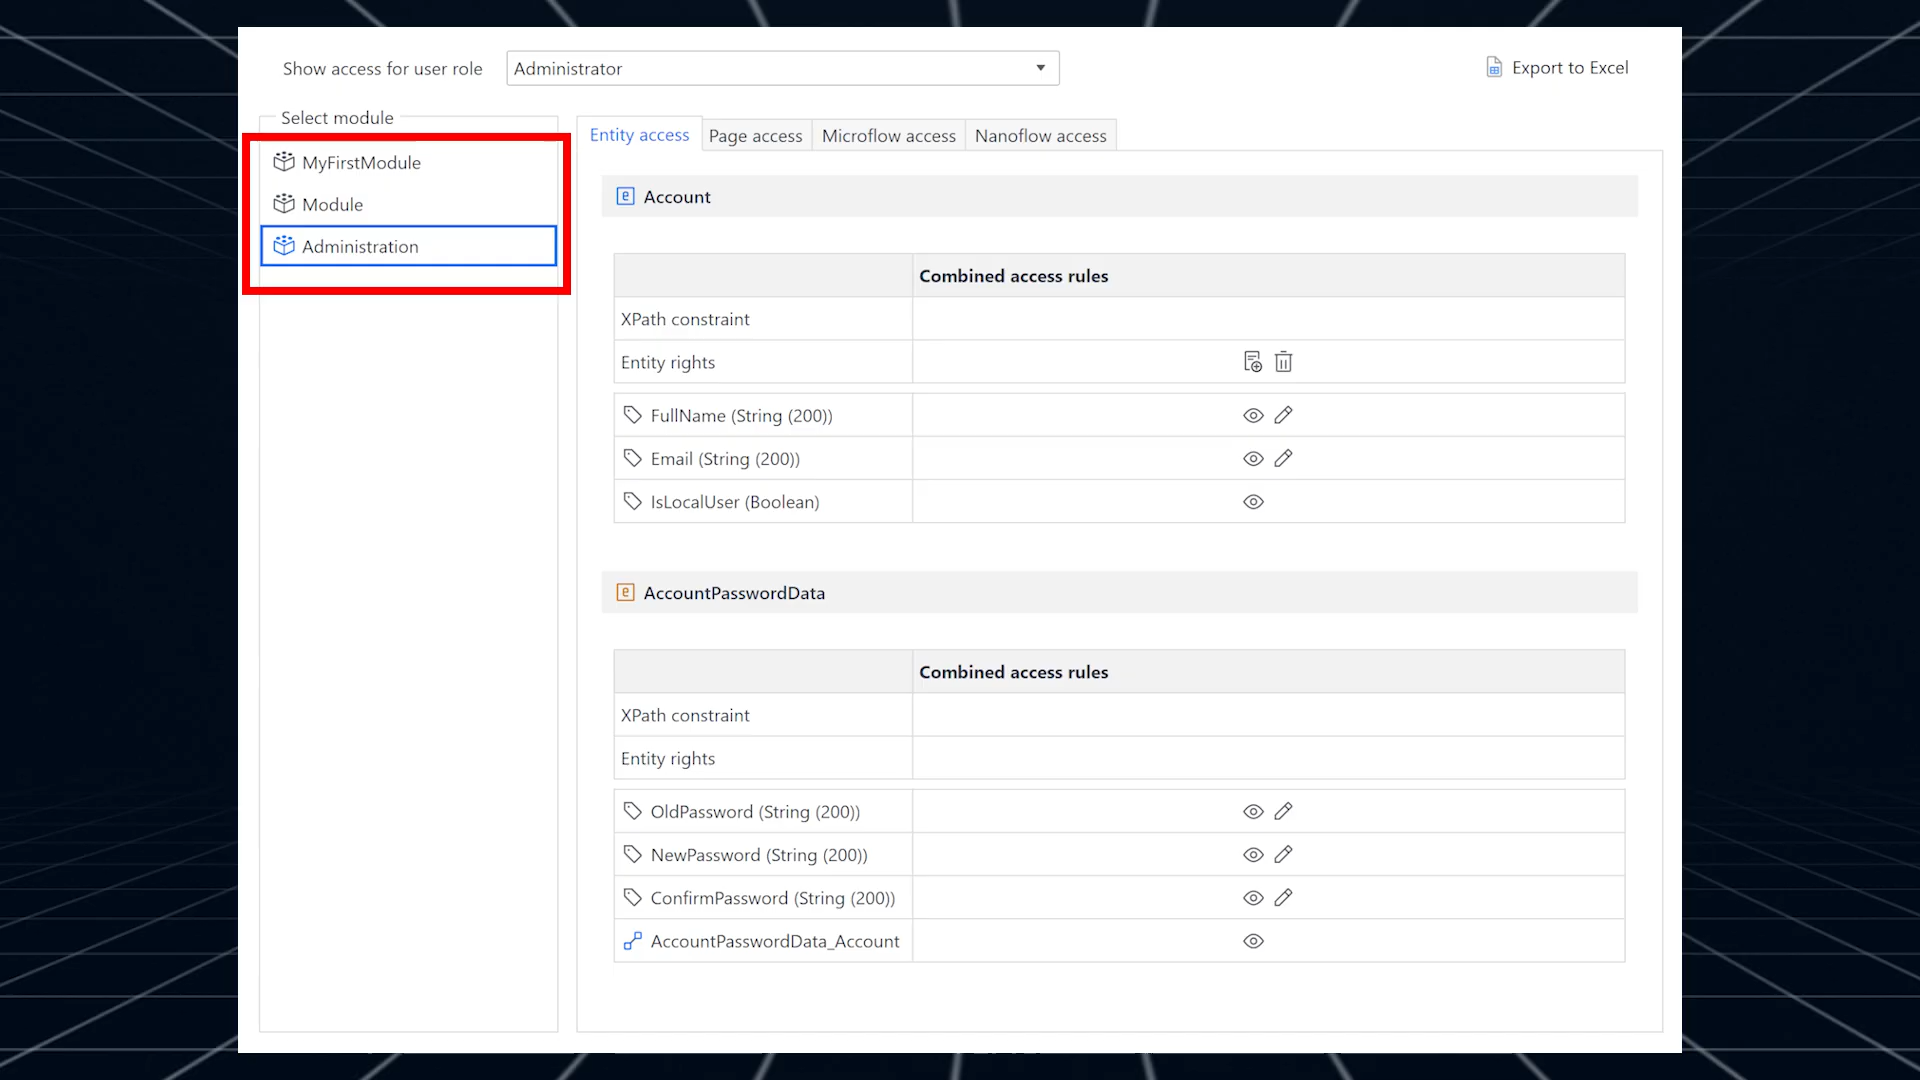 Show access for user role
Administrator
Export to Excel
Select module
MyFirstModule
Module
Administration
Entity access
Page access
Microflow access
Nanoflow access
Account
Combined access rules
XPath constraint
Entity rights
FullName (String (200))
Email (String (200))
IsLocalUser (Boolean)
AccountPasswordData
Combined access rules
XPath constraint
Entity rights
OldPassword (String (200))
NewPassword (String (200))
ConfirmPassword (String (200))
AccountPasswordData_Account